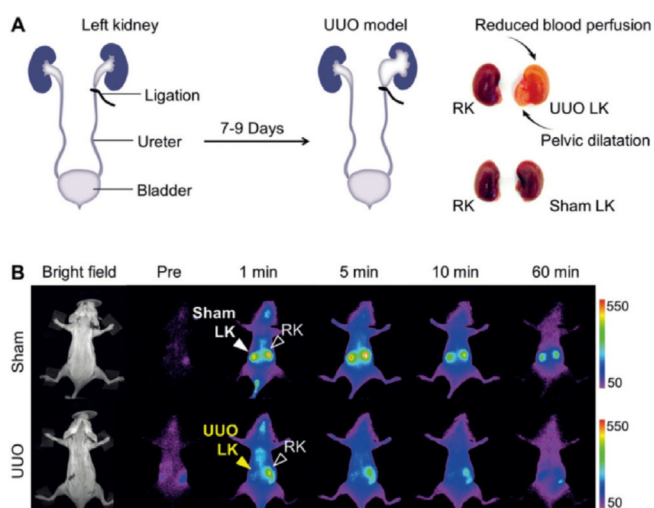 A
Left kidney
UUO model
Reduced blood perfusion
Ligation
RK
UUO LK
7-9 Days
Ureter
Pelvic dilatation
Bladder
RK
Sham LK
B
Bright field
Pre
1 min
5 min
10 min
60 min
Sham
Sham
LK
RK
550
50
UUO
UUO
LK
RK
550
50